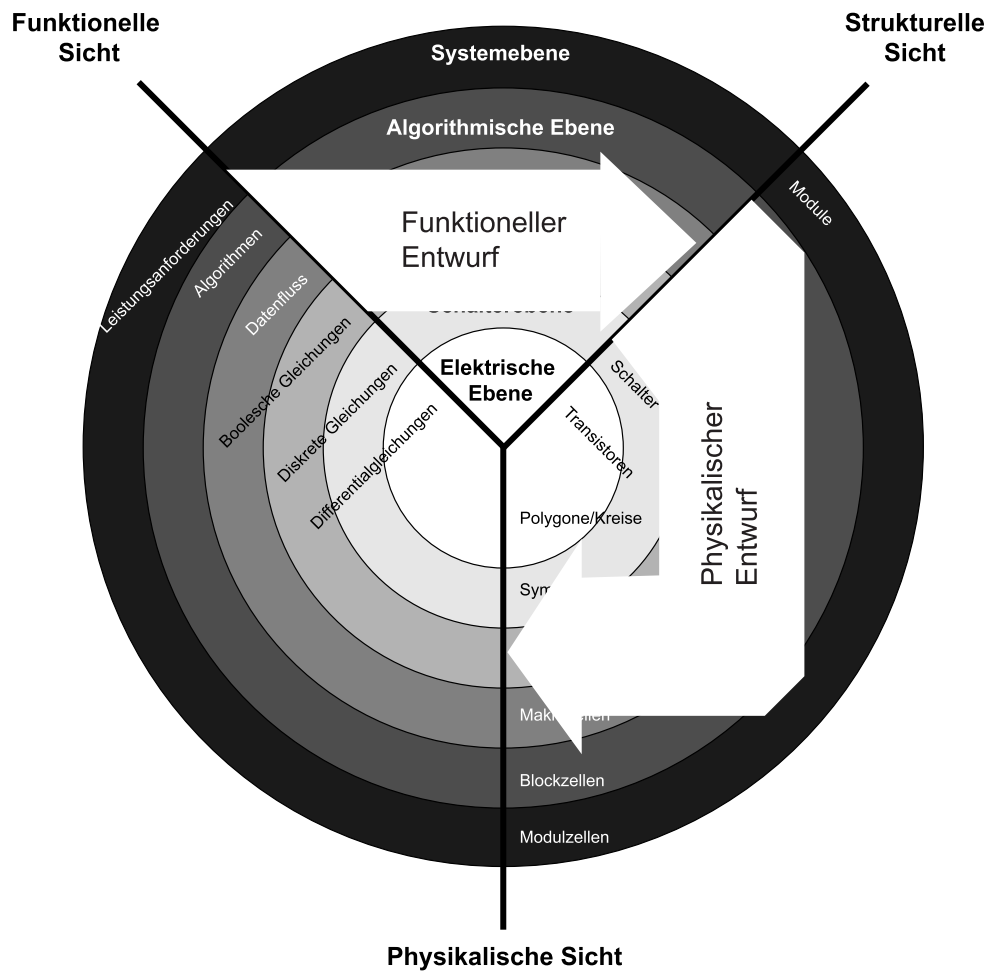 Funktionelle
Sicht
Strukturelle
Sicht
Systemebene
Algorithmische Ebene
Funktioneller
Entwurf
Elektrische
Ebene
Leistungsanforderungen
Algorithmen
Datenfluss
Boolesche Gleichungen
Diskrete Gleichungen
Differentialgleichungen
Module
Schalter
Transistoren
Physikalischer
Entwurf
Polygone/Kreise
Blockzellen
Modulzellen
Physikalische Sicht